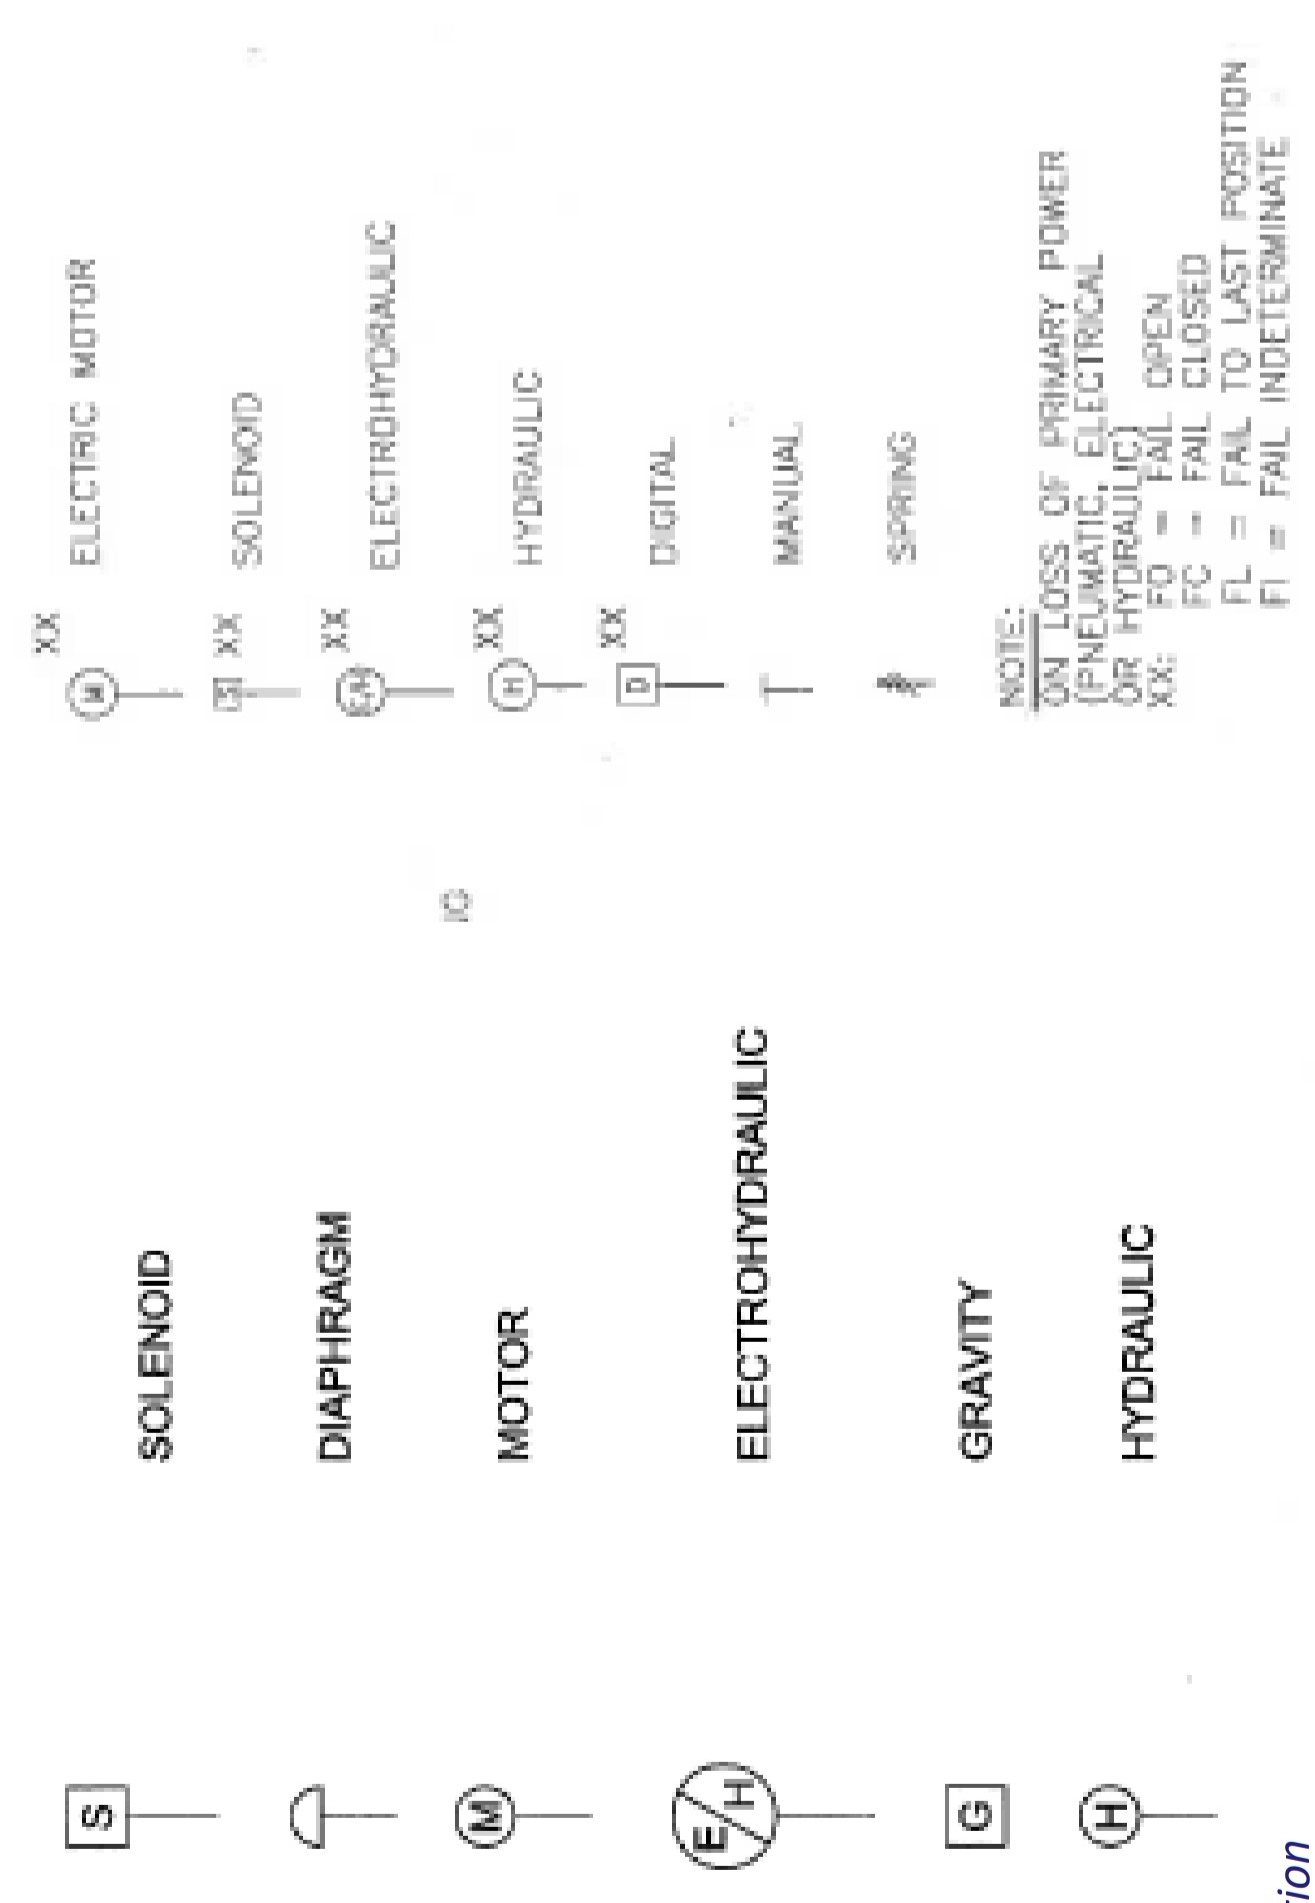 S SOLENOID
DIAPHRAGM
M MOTOR
E/H ELECTROHYDRAULIC
G GRAVITY
H HYDRAULIC
tion
XX
M ELECTRIC MOTOR
S XX SOLENOID
XX
ELECTROHYDRAULIC
XX
H HYDRAULIC
XX
D DIGITAL
MANUAL
SPRING
NOTE:
ON LOSS OF PRIMARY POWER
(PNEUMATIC, ELECTRICAL
OR HYDRAULIC)
XX: FO = FAIL OPEN
FC = FAIL CLOSED
FL = FAIL TO LAST POSITION
FI = FAIL INDETERMINATE